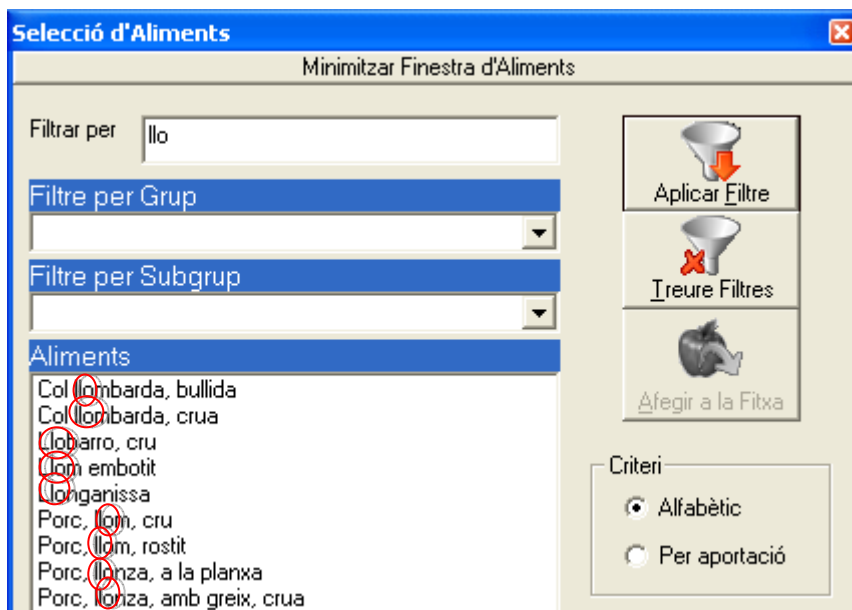 Selecció d'Aliments
Minimitzar Finestra d'Aliments
Filtrar per
llo
Aplicar Filtre
Filtre per Grup
Treure Filtres
Filtre per Subgrup
Afegir a la Fitxa
Aliments
Col llombarda, bullida
Col llombarda, crua
Llobarro, cru
Llom embotit
Llonganissa
Porc, llom, cru
Porc, llom, rostit
Porc, llonza, a la planxa
Porc, llonza, amb greix, crua
Criteri
Alfabètic
Per aportació